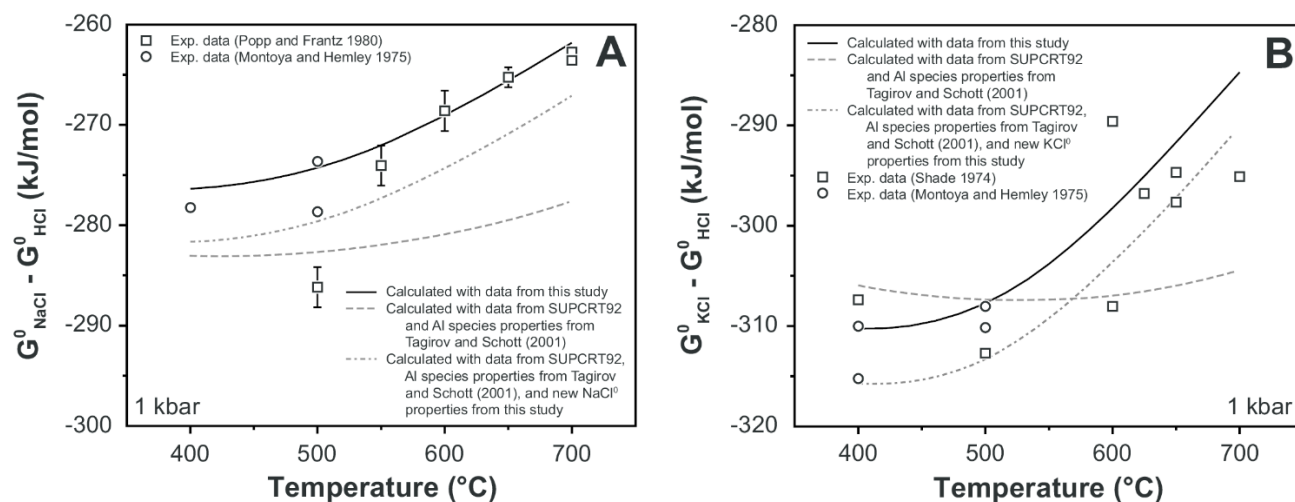 A
G⁰NaCl - G⁰HCl (kJ/mol)
-260
-270
-280
-290
-300
Exp. data (Popp and Frantz 1980)
Exp. data (Montoya and Hemley 1975)
Calculated with data from this study
Calculated with data from SUPCRT92
and Al species properties from
Tagirov and Schott (2001)
Calculated with data from SUPCRT92,
Al species properties from Tagirov
and Schott (2001), and new NaCl⁰
properties from this study
1 kbar
400 500 600 700
Temperature (°C)
B
G⁰KCl - G⁰HCl (kJ/mol)
-280
-290
-300
-310
-320
Calculated with data from this study
Calculated with data from SUPCRT92
and Al species properties from
Tagirov and Schott (2001)
Calculated with data from SUPCRT92,
Al species properties from Tagirov
and Schott (2001), and new KCl⁰
properties from this study
Exp. data (Shade 1974)
Exp. data (Montoya and Hemley 1975)
1 kbar
400 500 600 700
Temperature (°C)